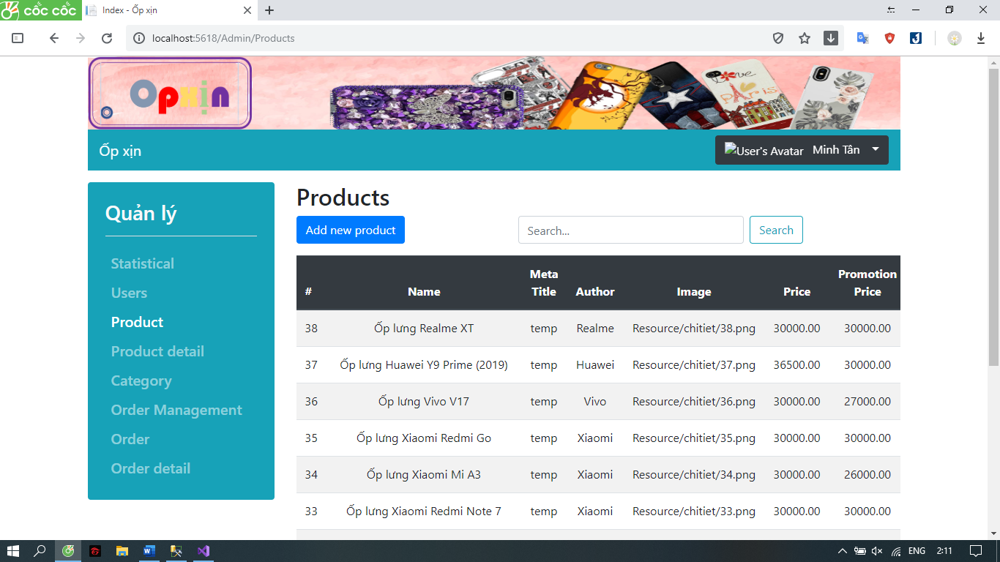 cốc cốc
Index - Ốp xịn
localhost:5618/Admin/Products
Opxịn
Love
PARIS
Ốp xịn
User's Avatar Minh Tân
Quản lý
Statistical
Users
Product
Product detail
Category
Order Management
Order
Order detail
Products
Add new product
Search...
Search
# Name Meta Title Author Image Price Promotion Price
38 Ốp lưng Realme XT temp Realme Resource/chitiet/38.png 30000.00 30000.00
37 Ốp lưng Huawei Y9 Prime (2019) temp Huawei Resource/chitiet/37.png 36500.00 30000.00
36 Ốp lưng Vivo V17 temp Vivo Resource/chitiet/36.png 30000.00 27000.00
35 Ốp lưng Xiaomi Redmi Go temp Xiaomi Resource/chitiet/35.png 30000.00 30000.00
34 Ốp lưng Xiaomi Mi A3 temp Xiaomi Resource/chitiet/34.png 30000.00 26000.00
33 Ốp lưng Xiaomi Redmi Note 7 temp Xiaomi Resource/chitiet/33.png 30000.00 30000.00
ENG
2:11